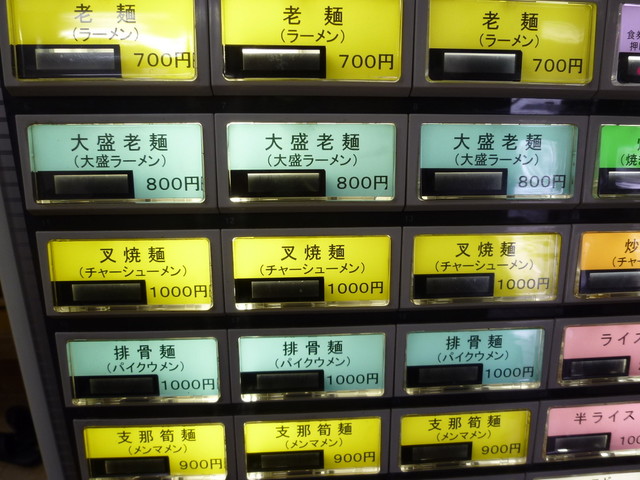 老麺 老麺 老麺
(ラーメン) (ラーメン) (ラーメン)
700円 700円 700円
大盛老麺 大盛老麺 大盛老麺
(大盛ラーメン) (大盛ラーメン) (大盛ラーメン)
800円 800円 800円
叉焼麺 叉焼麺 叉焼麺
(チャーシューメン) (チャーシューメン) (チャーシューメン)
1000円 1000円 1000円
排骨麺 排骨麺 排骨麺 ライス
(パイクウメン) (パイクウメン) (パイクウメン)
1000円 1000円 1000円
支那筍麺 支那筍麺 支那筍麺 半ライス
(メンマメン) (メンマメン) (メンマメン)
900円 900円 900円